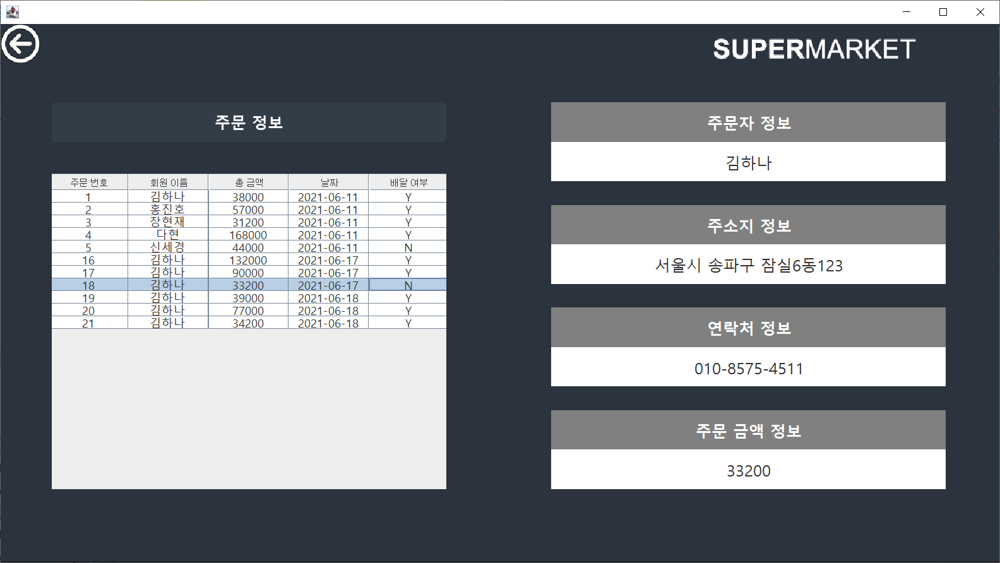 SUPERMARKET
주문 정보
주문 번호 회원 이름 총 금액 날짜 배달 여부
1 김하나 38000 2021-06-11 Y
2 홍진호 57000 2021-06-11 Y
3 장현재 31200 2021-06-11 Y
4 다현 168000 2021-06-11 Y
5 신세경 44000 2021-06-11 N
16 김하나 132000 2021-06-17 Y
17 김하나 90000 2021-06-17 Y
18 김하나 33200 2021-06-17 N
19 김하나 39000 2021-06-18 Y
20 김하나 77000 2021-06-18 Y
21 김하나 34200 2021-06-18 Y
주문자 정보
김하나
주소지 정보
서울시 송파구 잠실6동123
연락처 정보
010-8575-4511
주문 금액 정보
33200